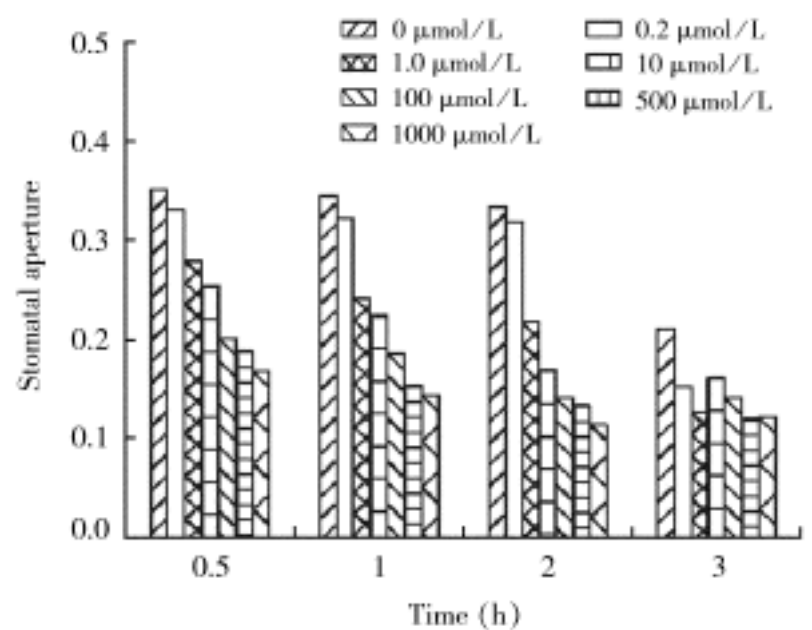 0 μmol/L
0.2 μmol/L
1.0 μmol/L
10 μmol/L
100 μmol/L
500 μmol/L
1000 μmol/L
Stomatal aperture
0.5
0.4
0.3
0.2
0.1
0.0
0.5 1 2 3
Time (h)